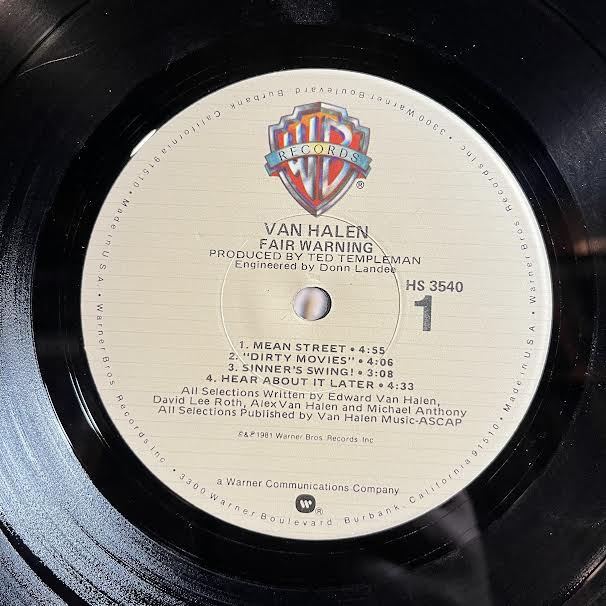 WB
RECORDS
®
VAN HALEN
FAIR WARNING
PRODUCED BY TED TEMPLEMAN
Engineered by Donn Landee
HS 3540
1
1. MEAN STREET • 4:55
2. "DIRTY MOVIES" • 4:06
3. SINNER'S SWING! • 3:08
4. HEAR ABOUT IT LATER • 4:33
All Selections Written by Edward Van Halen,
David Lee Roth, Alex Van Halen and Michael Anthony
All Selections Published by Van Halen Music-ASCAP
©&℗ 1981 Warner Bros. Records Inc.
a Warner Communications Company
W ®
Warner Bros Records Inc. • 3300 Warner Boulevard Burbank, California 91510 • Made in U.S.A. • Warner Bros Records Inc. • 3300 Warner Boulevard Burbank, California 91510 • Made in U.S.A. •